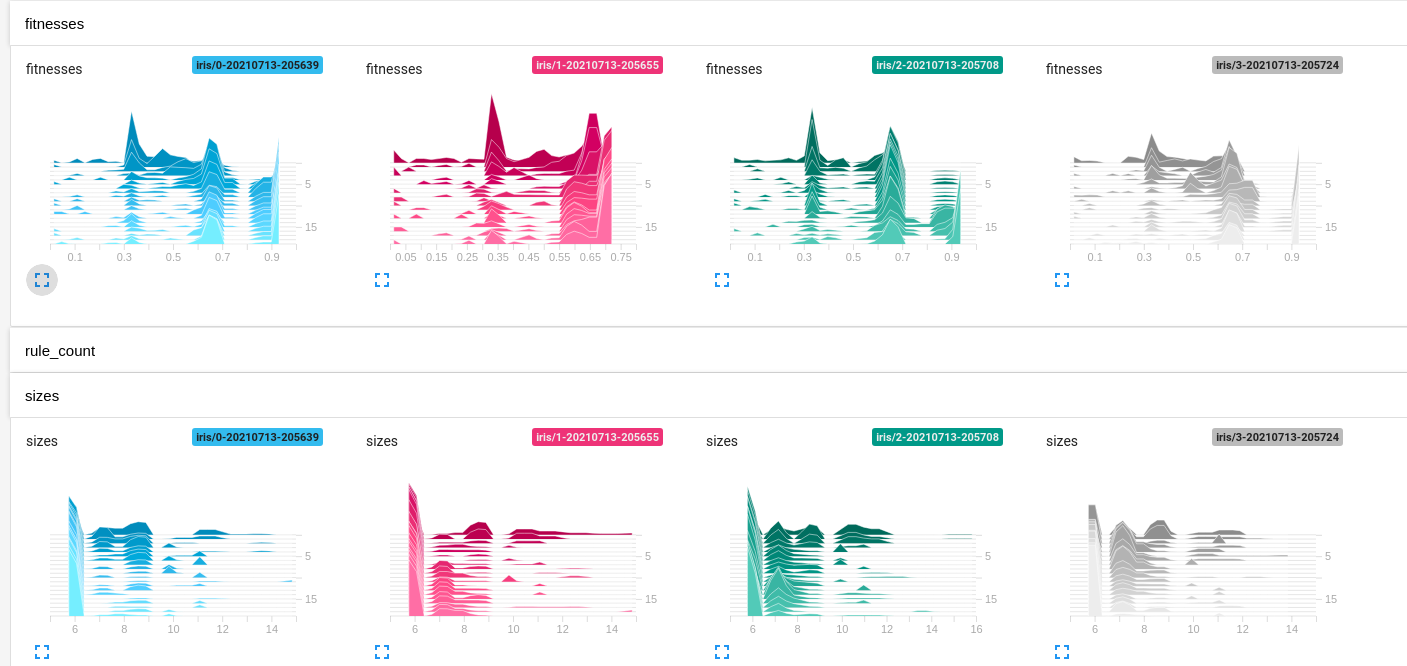 fitnesses
fitnesses iris/0-20210713-205639 fitnesses iris/1-20210713-205655 fitnesses iris/2-20210713-205708 fitnesses iris/3-20210713-205724
5 5 5 5
15 15 15 15
0.1 0.3 0.5 0.7 0.9 0.05 0.15 0.25 0.35 0.45 0.55 0.65 0.75 0.1 0.3 0.5 0.7 0.9 0.1 0.3 0.5 0.7 0.9
rule_count
sizes
sizes iris/0-20210713-205639 sizes iris/1-20210713-205655 sizes iris/2-20210713-205708 sizes iris/3-20210713-205724
5 5 5 5
15 15 15 15
6 8 10 12 14 6 8 10 12 14 6 8 10 12 14 16 6 8 10 12 14